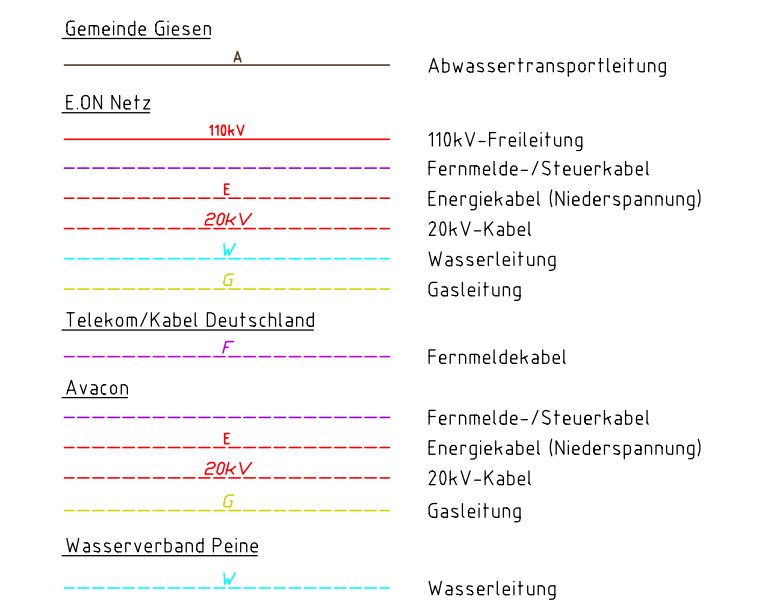 Gemeinde Giesen
A Abwassertransportleitung
E.ON Netz
110kV 110kV-Freileitung
Fernmelde-/Steuerkabel
E Energiekabel (Niederspannung)
20kV 20kV-Kabel
W Wasserleitung
G Gasleitung
Telekom/Kabel Deutschland
F Fernmeldekabel
Avacon
Fernmelde-/Steuerkabel
E Energiekabel (Niederspannung)
20kV 20kV-Kabel
G Gasleitung
Wasserverband Peine
W Wasserleitung